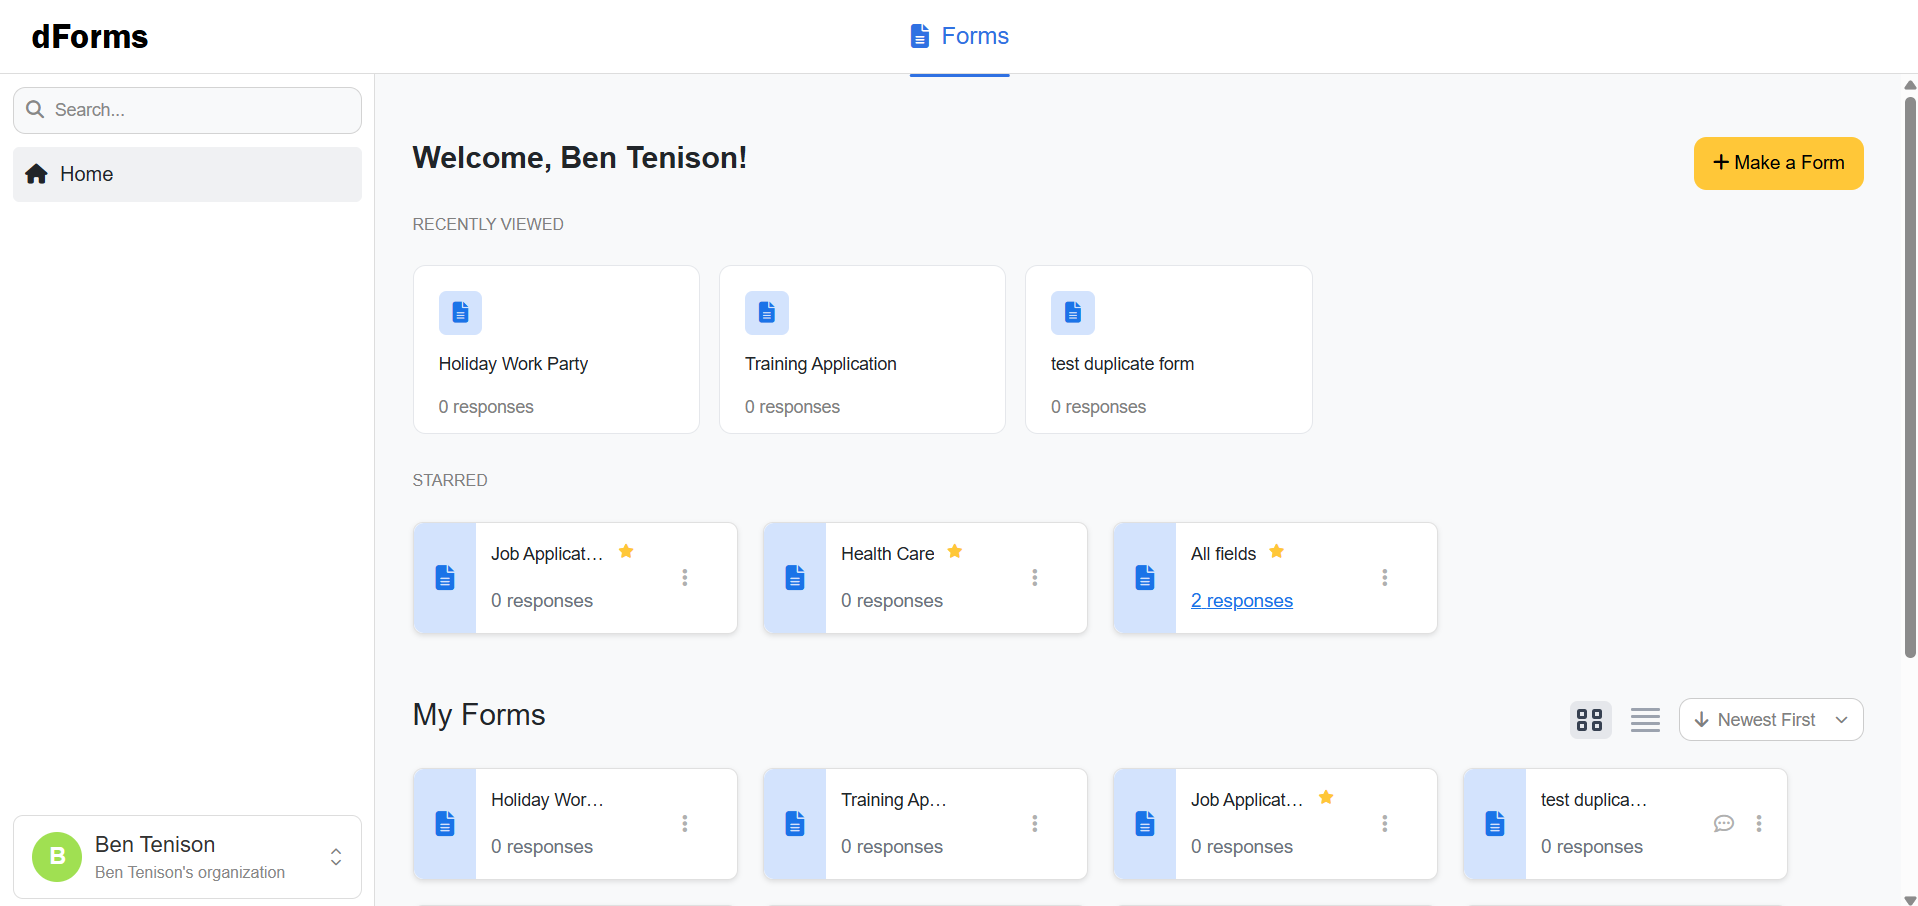 dForms
Forms
Search...
Home
Welcome, Ben Tenison!
Make a Form
RECENTLY VIEWED
Holiday Work Party
0 responses
Training Application
0 responses
test duplicate form
0 responses
STARRED
Job Applicat...
0 responses
Health Care
0 responses
All fields
2 responses
My Forms
Newest First
Holiday Wor...
0 responses
Training Ap...
0 responses
Job Applicat...
0 responses
test duplica...
0 responses
B
Ben Tenison
Ben Tenison's organization